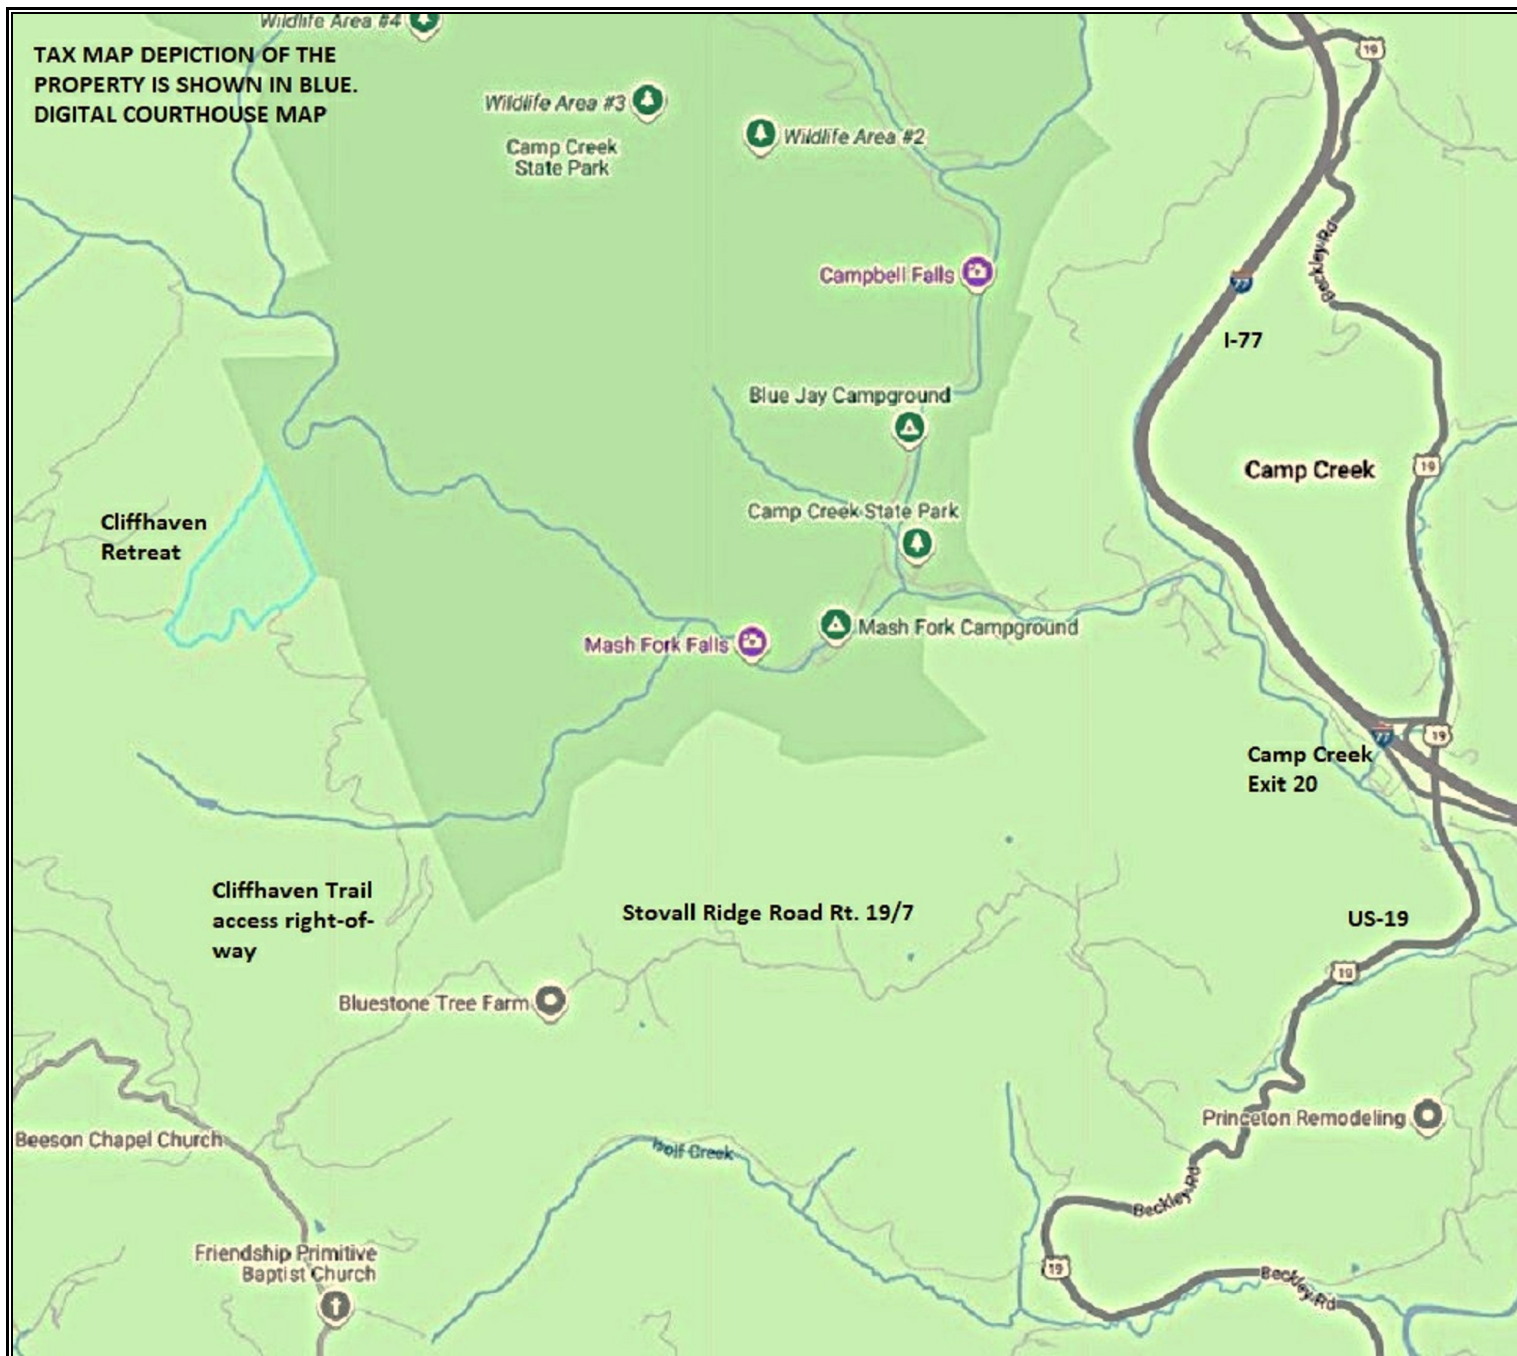 Wildlife Area #4
TAX MAP DEPICTION OF THE
PROPERTY IS SHOWN IN BLUE.
DIGITAL COURTHOUSE MAP
19
Wildlife Area #3
Wildlife Area #2
Camp Creek
State Park
Beckley Rd
Campbell Falls
77
I-77
Blue Jay Campground
Camp Creek
19
Cliffhaven
Retreat
Camp Creek State Park
Mash Fork Campground
Mash Fork Falls
77
19
Camp Creek
Exit 20
Cliffhaven Trail
access right-of-
way
Stovall Ridge Road Rt. 19/7
US-19
19
Bluestone Tree Farm
Princeton Remodeling
Beeson Chapel Church
Wolf Creek
Beckley Rd
Friendship Primitive
Baptist Church
19
Beckley Rd